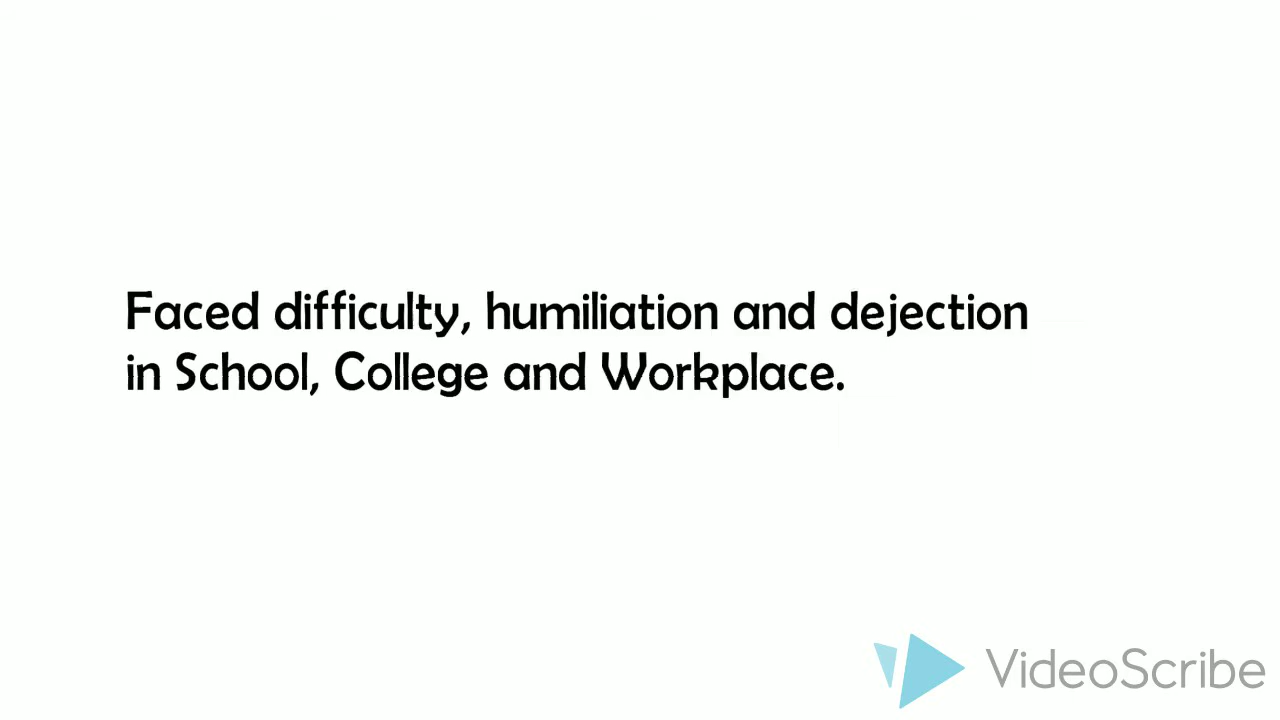 Faced difficulty, humiliation and dejection
in School, College and Workplace.
VideoScribe